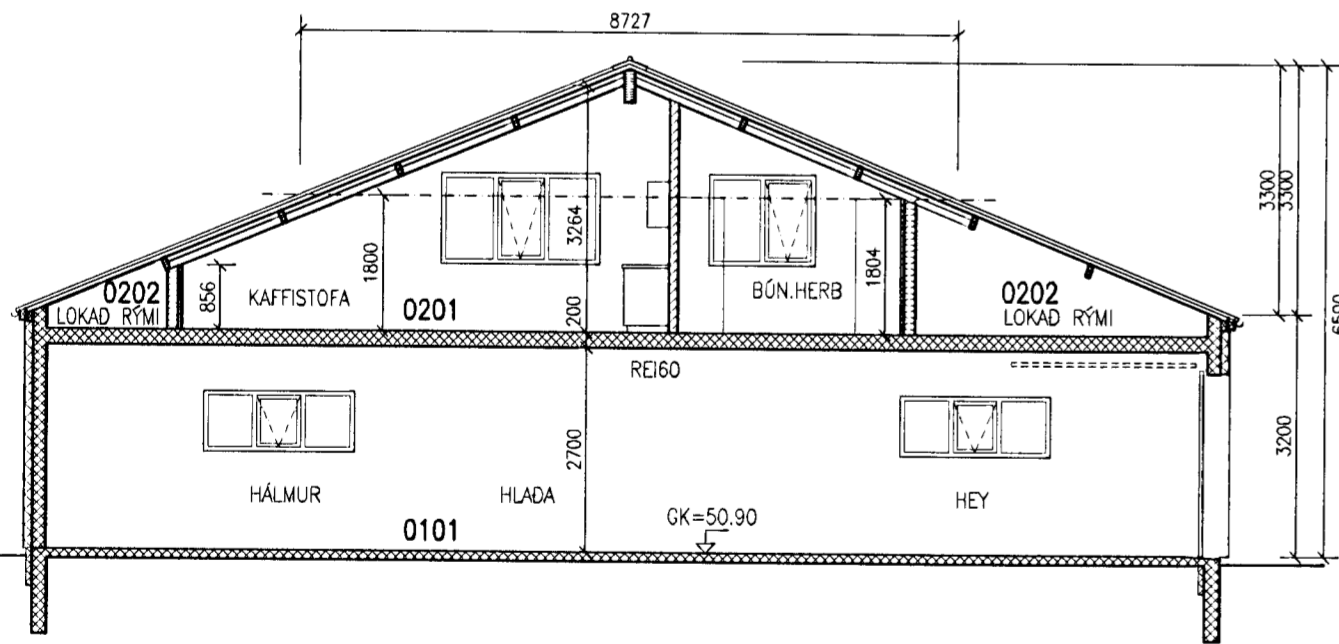 8727
3300
3300
6500
3264
1800
1804
856
0202
LOKAÐ RÝMI
KAFFISTOFA
0201
200
BÚN.HERB
0202
LOKAÐ RÝMI
REI60
2700
3200
HÁLMUR
HLAÐA
HEY
GK=50.90
0101